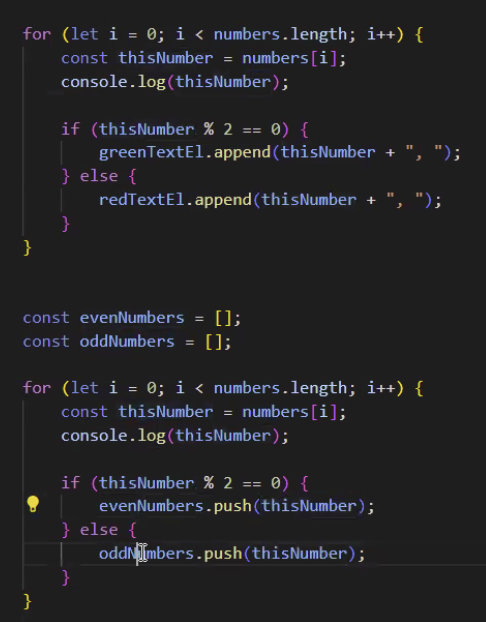 for (let i = 0; i < numbers.length; i++) {
    const thisNumber = numbers[i];
    console.log(thisNumber);
    if (thisNumber % 2 == 0) {
        greenTextEl.append(thisNumber + ", ");
    } else {
        redTextEl.append(thisNumber + ", ");
    }
}
const evenNumbers = [];
const oddNumbers = [];
for (let i = 0; i < numbers.length; i++) {
    const thisNumber = numbers[i];
    console.log(thisNumber);
    if (thisNumber % 2 == 0) {
        evenNumbers.push(thisNumber);
    } else {
        oddNumbers.push(thisNumber);
    }
}